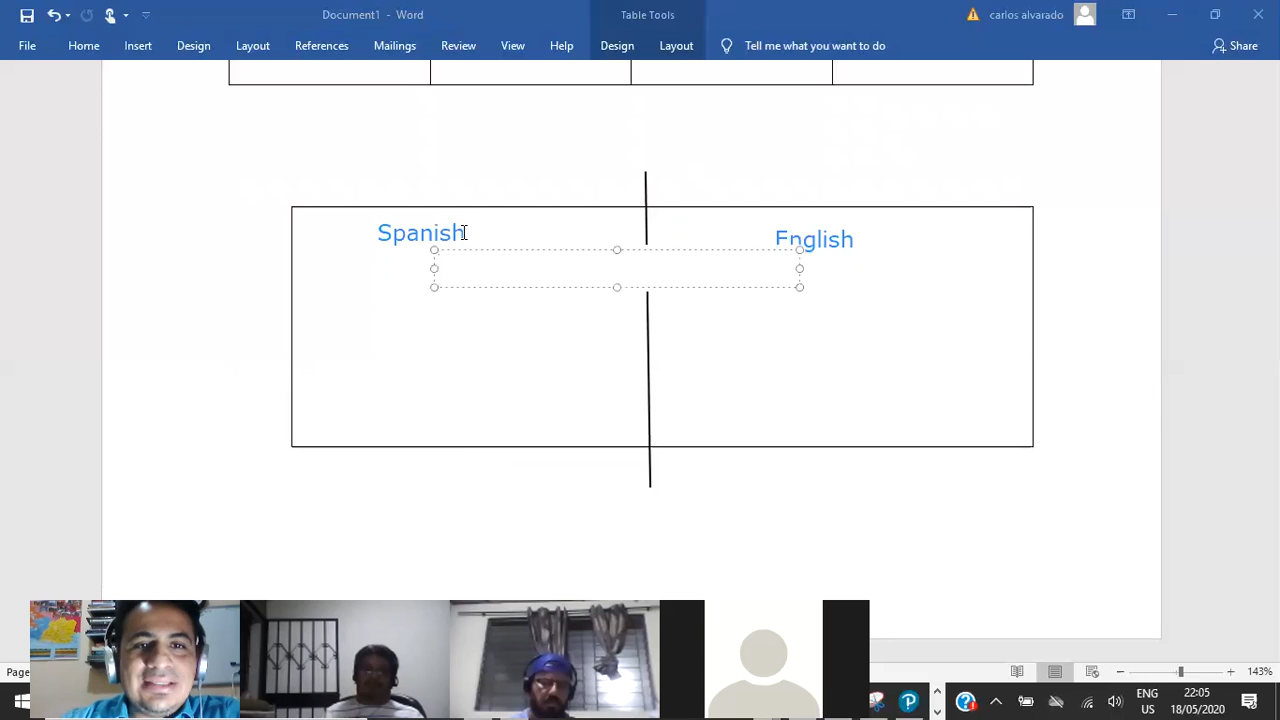 Document1 - Word
Table Tools
carlos alvarado
File
Home
Insert
Design
Layout
References
Mailings
Review
View
Help
Design
Layout
Tell me what you want to do
Share
Spanish
English
Page
143%
ENG
22:05
18/05/2020